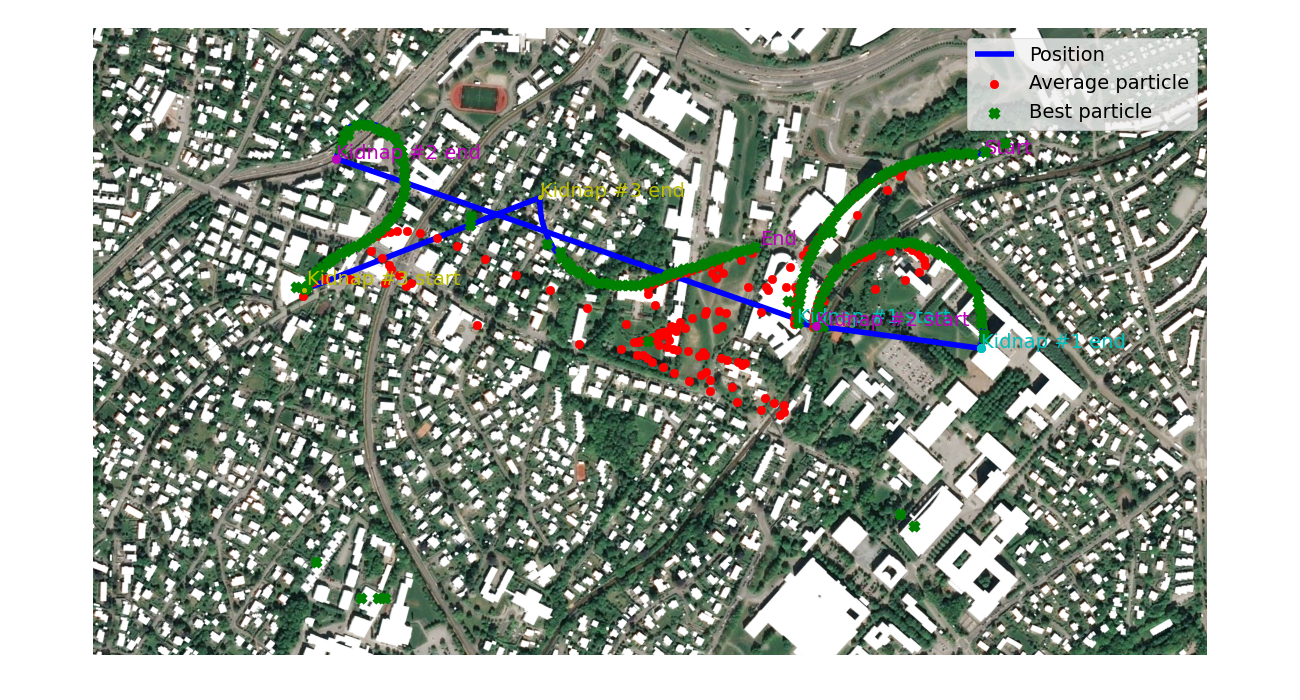 Position
Average particle
Best particle
Start
Kidnap #2 end
Kidnap #3 end
End
Kidnap #3 start
Kidnap #1 start
Kidnap #2 start
Kidnap #1 end